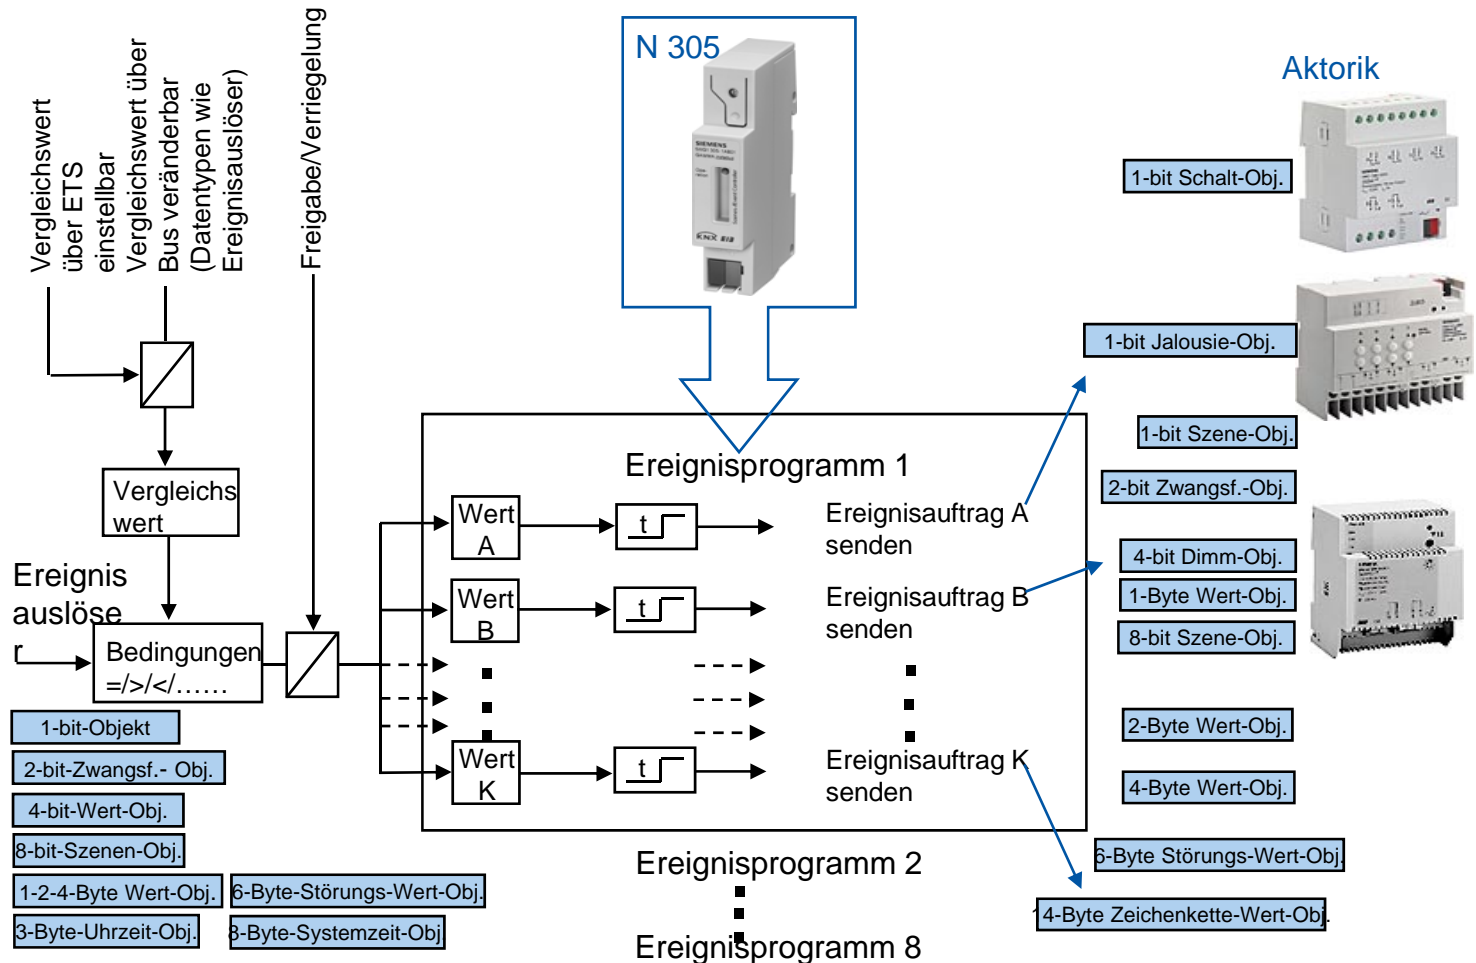 Vergleichswert
über ETS
einstellbar
Vergleichswert über
Bus veränderbar
(Datentypen wie
Ereignisauslöser)
Freigabe/Verriegelung
N 305
SIEMENS
KNX EIB
Aktorik
1-bit Schalt-Obj.
1-bit Jalousie-Obj.
1-bit Szene-Obj.
2-bit Zwangsf.-Obj.
4-bit Dimm-Obj.
1-Byte Wert-Obj.
8-bit Szene-Obj.
2-Byte Wert-Obj.
4-Byte Wert-Obj.
6-Byte Störungs-Wert-Obj.
14-Byte Zeichenkette-Wert-Obj.
Vergleichs
wert
Ereignis
auslöse
r
Bedingungen
=/>/</......
1-bit-Objekt
2-bit-Zwangsf.- Obj.
4-bit-Wert-Obj.
8-bit-Szenen-Obj.
1-2-4-Byte Wert-Obj.
6-Byte-Störungs-Wert-Obj.
3-Byte-Uhrzeit-Obj.
8-Byte-Systemzeit-Obj.
Ereignisprogramm 1
Wert
A
t
Ereignisauftrag A
senden
Wert
B
t
Ereignisauftrag B
senden
Wert
K
t
Ereignisauftrag K
senden
Ereignisprogramm 2
Ereignisprogramm 8